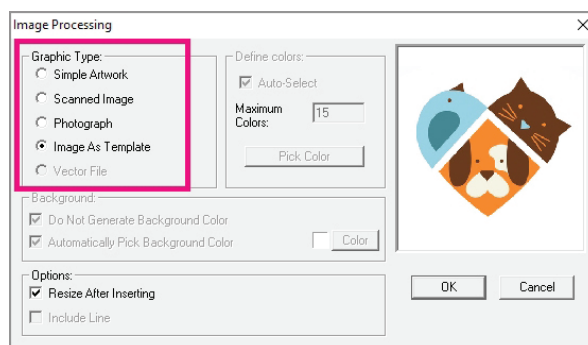 Image Processing
Graphic Type:
Simple Artwork
Scanned Image
Photograph
Image As Template
Vector File
Define colors:
Auto-Select
Maximum
Colors:
15
Pick Color
Background:
Do Not Generate Background Color
Automatically Pick Background Color
Color
Options:
Resize After Inserting
Include Line
OK
Cancel